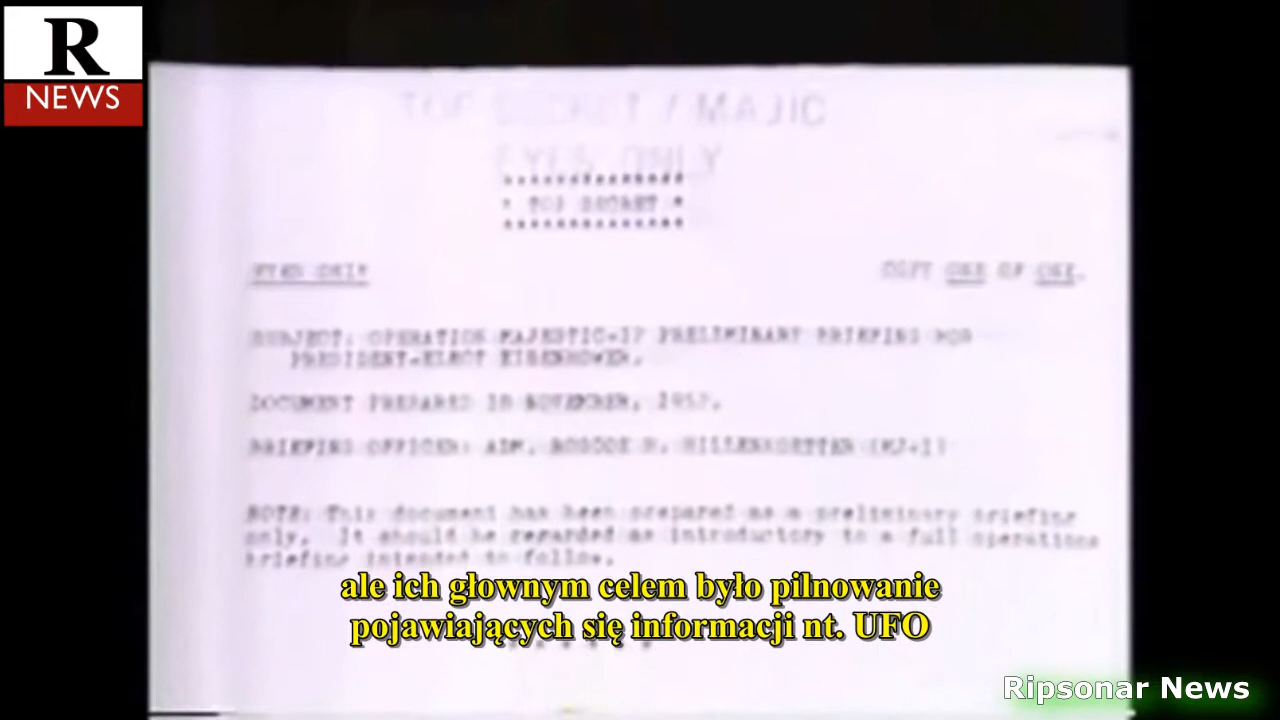 R
NEWS
TOP SECRET / MAJIC
EYES ONLY
* TOP SECRET *
EYES ONLY
COPY ONE OF ONE.
SUBJECT: OPERATION MAJESTIC-12 PRELIMINARY BRIEFING FOR
PRESIDENT-ELECT EISENHOWER.
DOCUMENT PREPARED 18 NOVEMBER, 1952.
BRIEFING OFFICER: ADM. ROSCOE H. HILLENKOETTER (MJ-1)
NOTE: This document has been prepared as a preliminary briefing
only. It should be regarded as introductory to a full operations
briefing intended to follow.
ale ich głownym celem było pilnowanie
pojawiających się informacji nt. UFO
Ripsonar News